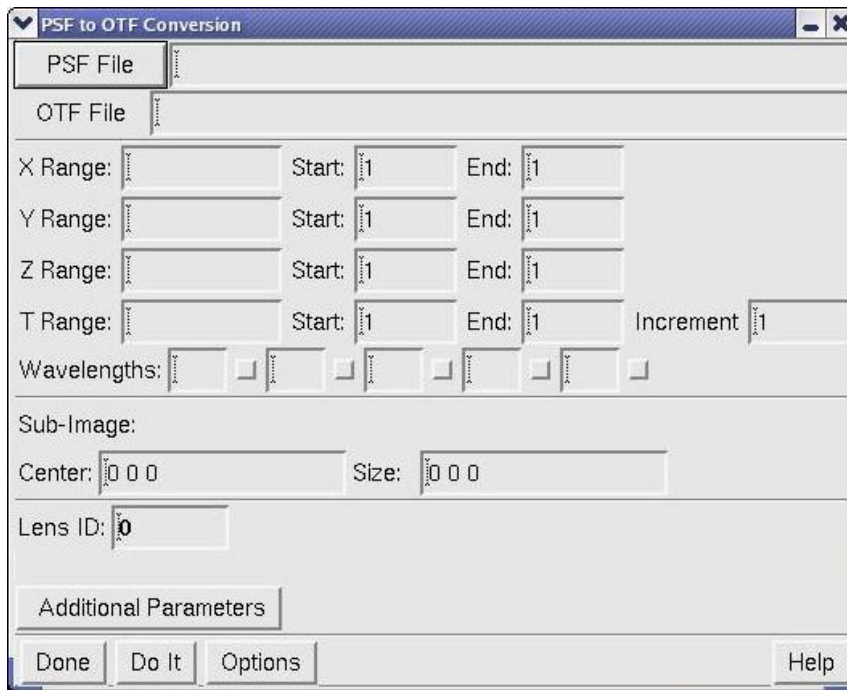 PSF to OTF Conversion
PSF File
OTF File
X Range: Start: 1 End: 1
Y Range: Start: 1 End: 1
Z Range: Start: 1 End: 1
T Range: Start: 1 End: 1 Increment 1
Wavelengths:
Sub-Image:
Center: 0 0 0 Size: 0 0 0
Lens ID: 0
Additional Parameters
Done Do It Options Help